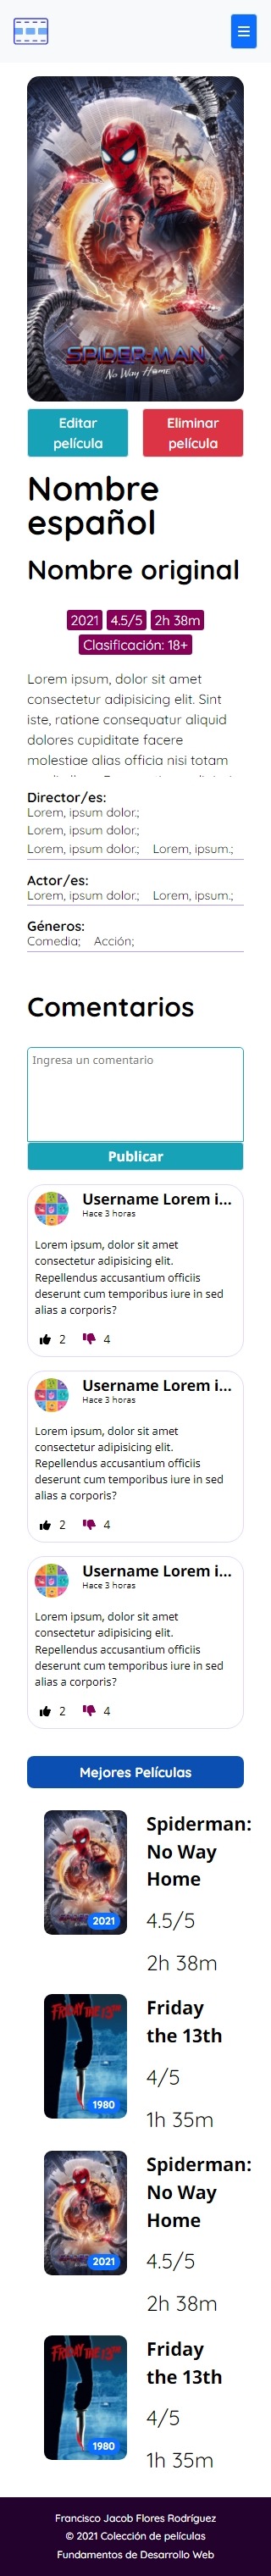 SPIDER-MAN
No Way Home
Editar
película
Eliminar
película
Nombre
español
Nombre original
2021 4.5/5 2h 38m
Clasificación: 18+
Lorem ipsum, dolor sit amet
consectetur adipisicing elit. Sint
iste, ratione consequatur aliquid
dolores cupiditate facere
molestiae alias officia nisi totam
Director/es:
Lorem, ipsum dolor.;
Lorem, ipsum dolor.;
Lorem, ipsum dolor.; Lorem, ipsum.;
Actor/es:
Lorem, ipsum dolor.; Lorem, ipsum.;
Géneros:
Comedia; Acción;
Comentarios
Ingresa un comentario
Publicar
Username Lorem i...
Hace 3 horas
Lorem ipsum, dolor sit amet
consectetur adipisicing elit.
Repellendus accusantium officiis
deserunt cum temporibus iure in sed
alias a corporis?
2 4
Username Lorem i...
Hace 3 horas
Lorem ipsum, dolor sit amet
consectetur adipisicing elit.
Repellendus accusantium officiis
deserunt cum temporibus iure in sed
alias a corporis?
2 4
Username Lorem i...
Hace 3 horas
Lorem ipsum, dolor sit amet
consectetur adipisicing elit.
Repellendus accusantium officiis
deserunt cum temporibus iure in sed
alias a corporis?
2 4
Mejores Películas
2021
Spiderman:
No Way
Home
4.5/5
2h 38m
FRIDAY THE 13TH
1980
Friday
the 13th
4/5
1h 35m
2021
Spiderman:
No Way
Home
4.5/5
2h 38m
FRIDAY THE 13TH
1980
Friday
the 13th
4/5
1h 35m
Francisco Jacob Flores Rodríguez
© 2021 Colección de películas
Fundamentos de Desarrollo Web